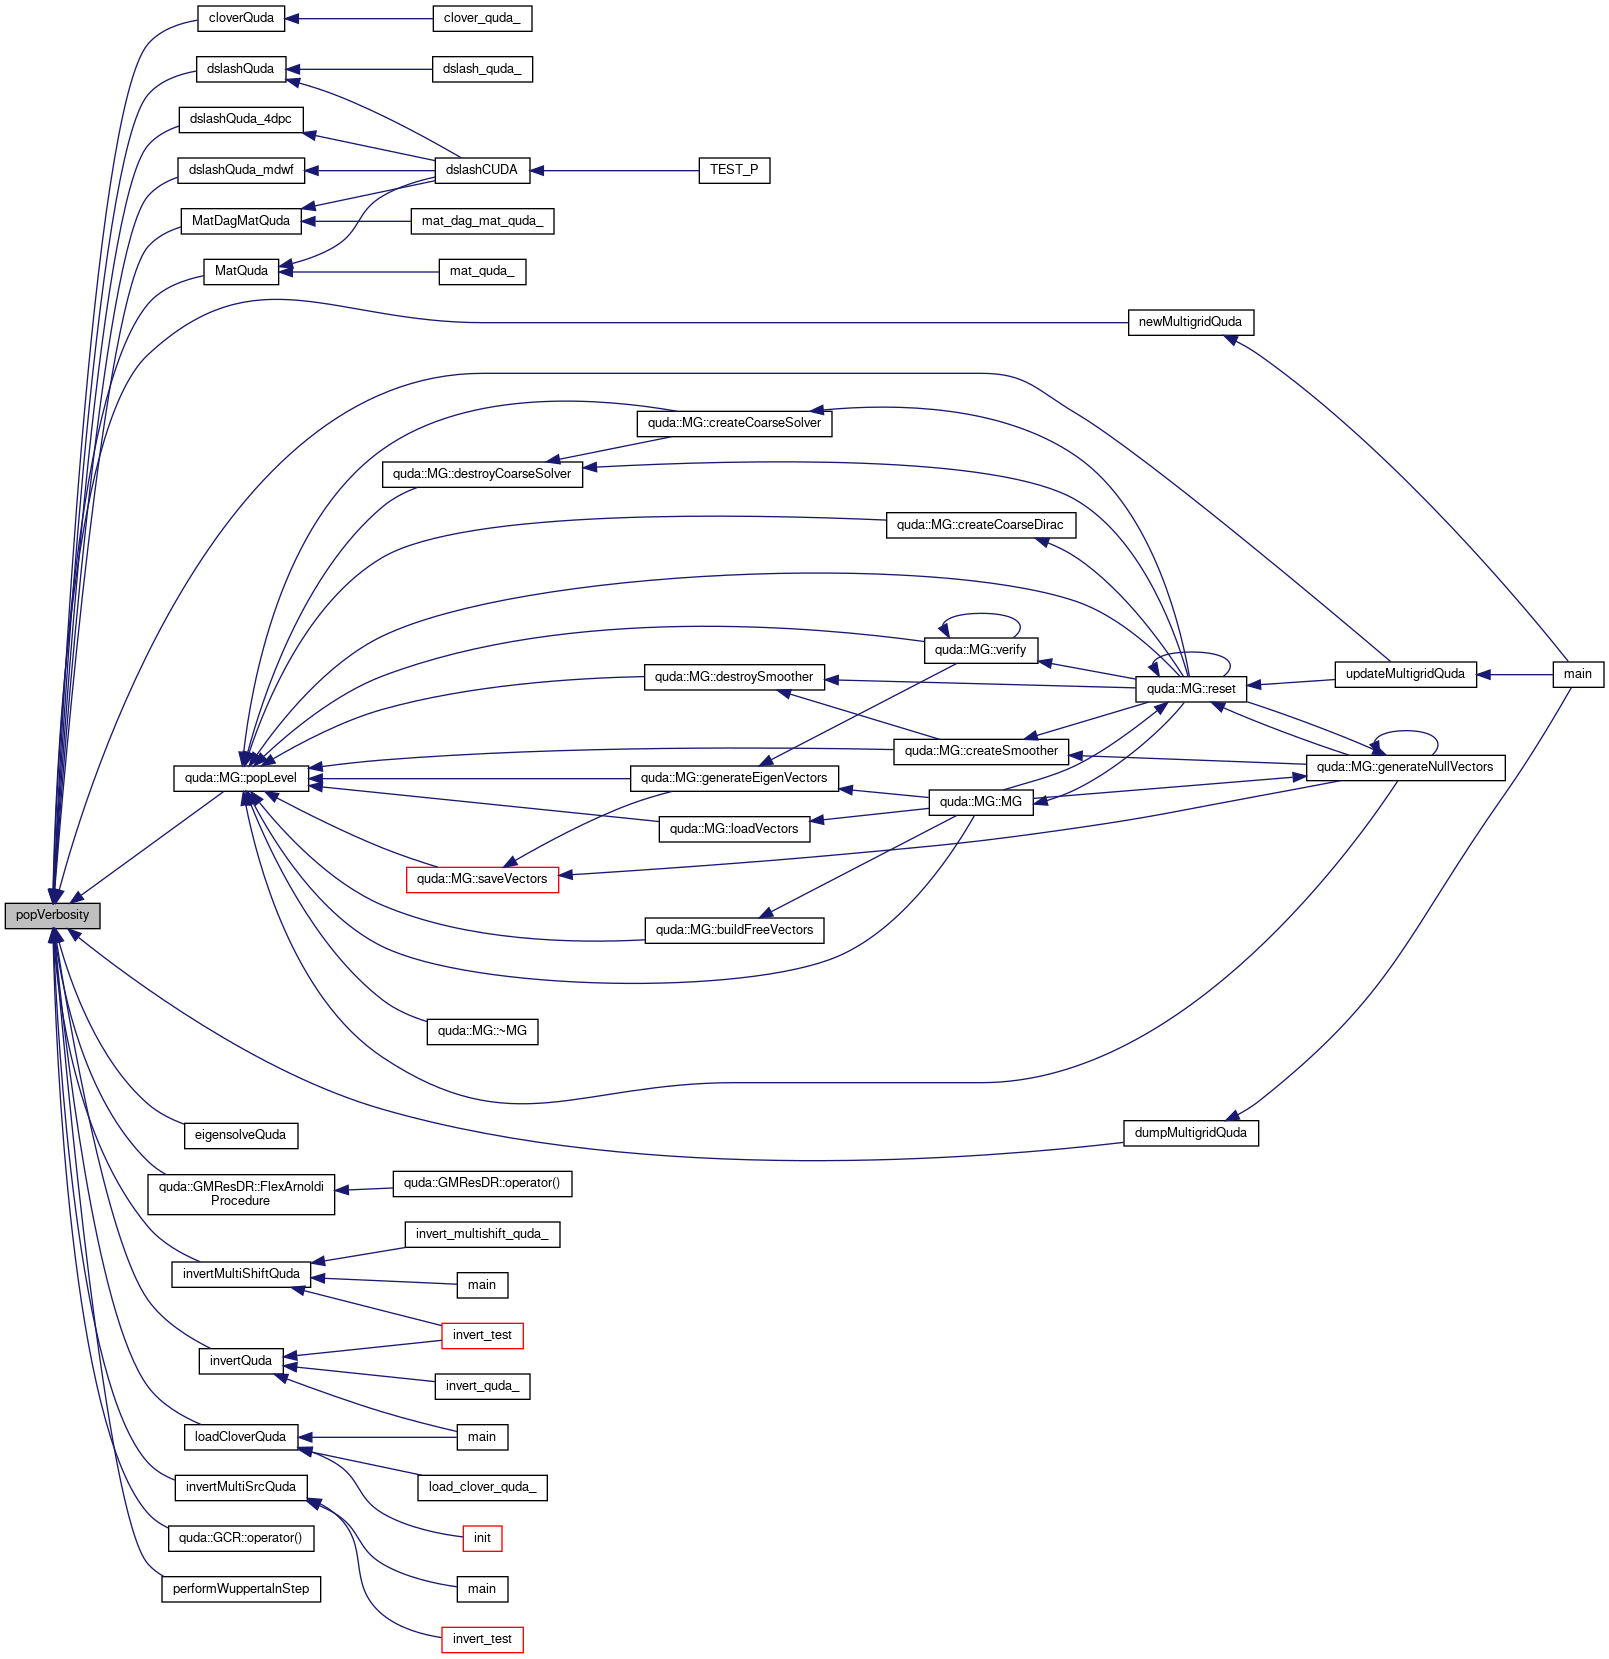 cloverQuda
clover_quda_
dslashQuda
dslash_quda_
dslashQuda_4dpc
dslashQuda_mdwf
dslashCUDA
TEST_P
MatDagMatQuda
mat_dag_mat_quda_
MatQuda
mat_quda_
newMultigridQuda
quda::MG::createCoarseSolver
quda::MG::destroyCoarseSolver
quda::MG::createCoarseDirac
quda::MG::verify
quda::MG::destroySmoother
quda::MG::reset
updateMultigridQuda
main
quda::MG::createSmoother
quda::MG::popLevel
quda::MG::generateEigenVectors
quda::MG::generateNullVectors
quda::MG::MG
quda::MG::loadVectors
quda::MG::saveVectors
popVerbosity
quda::MG::buildFreeVectors
quda::MG::~MG
eigensolveQuda
dumpMultigridQuda
quda::GMResDR::FlexArnoldi
Procedure
quda::GMResDR::operator()
invert_multishift_quda_
invertMultiShiftQuda
main
invert_test
invertQuda
invert_quda_
loadCloverQuda
main
invertMultiSrcQuda
load_clover_quda_
quda::GCR::operator()
init
performWuppertalnStep
main
invert_test